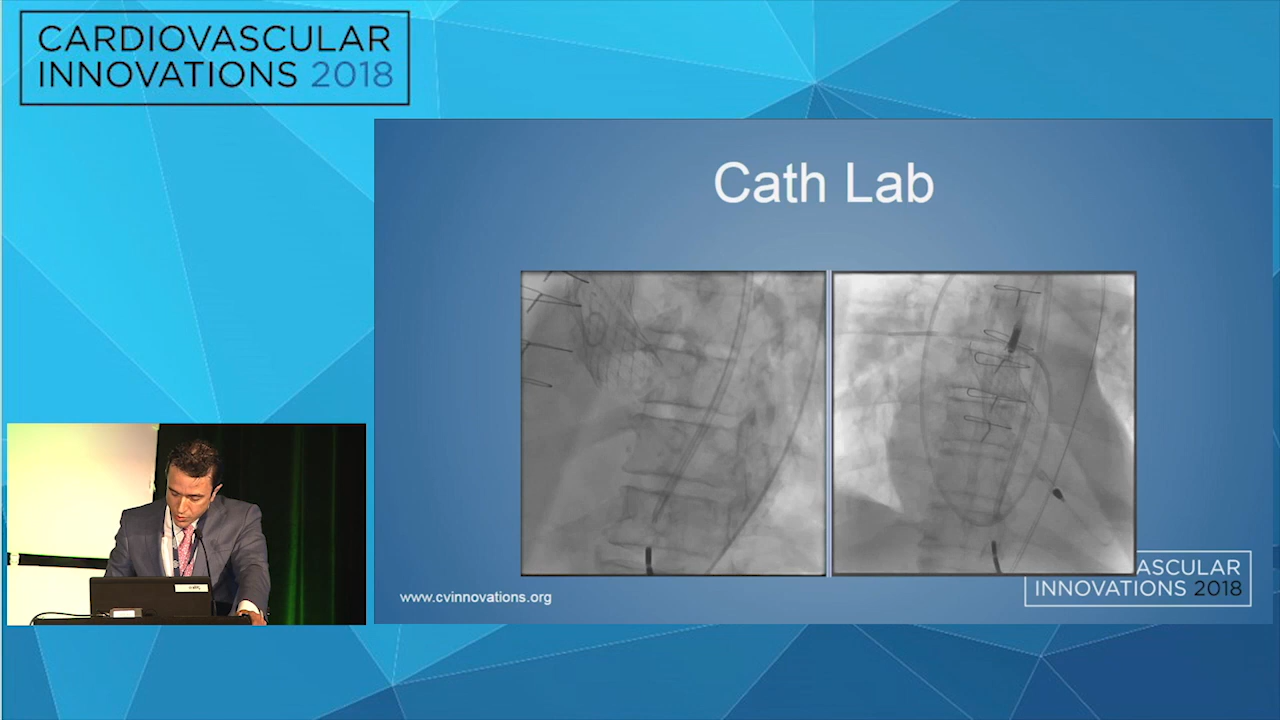 CARDIOVASCULAR
INNOVATIONS 2018
Cath Lab
www.cvinnovations.org
ASCULAR
INNOVATIONS 2018